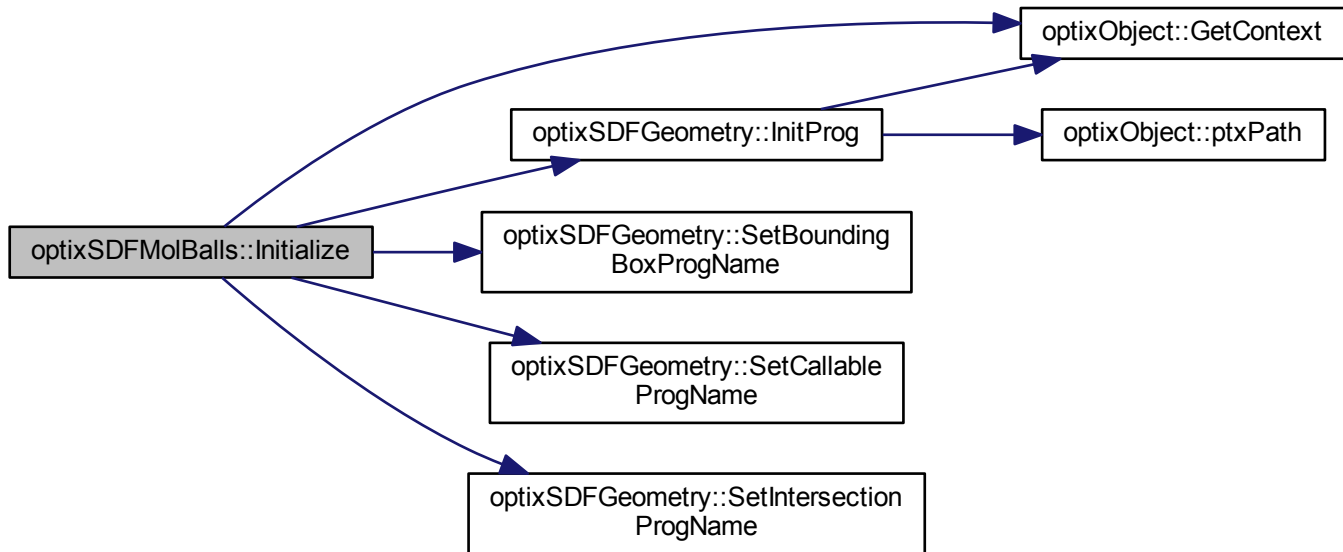 optixSDFMolBalls::Initialize
optixObject::GetContext
optixSDFGeometry::InitProg
optixObject::ptxPath
optixSDFGeometry::SetBounding
BoxProgName
optixSDFGeometry::SetCallable
ProgName
optixSDFGeometry::SetIntersection
ProgName